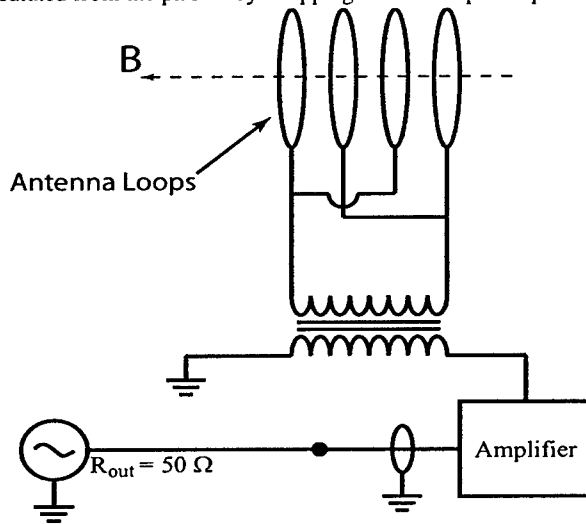 B
Antenna Loops
Amplifier
R_out = 50 Ω